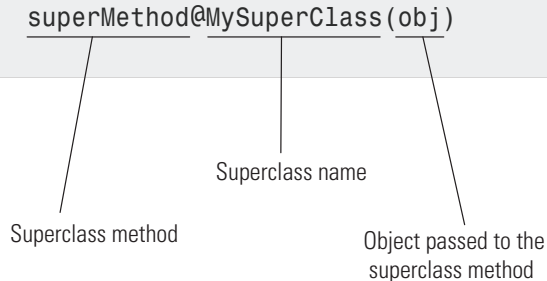 superMethod@MySuperClass(obj)
Superclass name
Superclass method
Object passed to the
superclass method